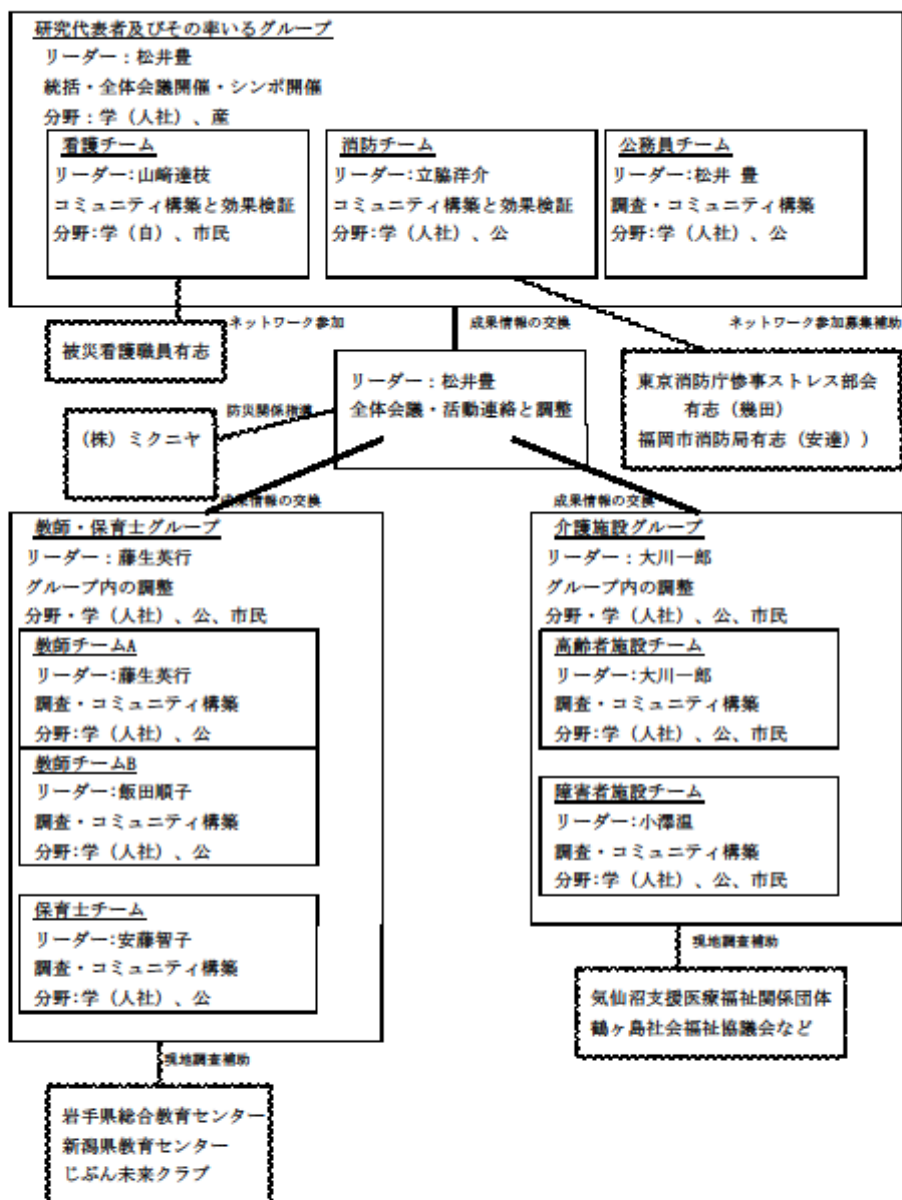 研究代表者及びその率いるグループ
リーダー：松井豊
統括・全体会議開催・シンポ開催
分野：学（人社）、産
看護チーム
リーダー:山﨑達枝
コミュニティ構築と効果検証
分野:学（自）、市民
消防チーム
リーダー:立脇洋介
コミュニティ構築と効果検証
分野:学（人社）、公
公務員チーム
リーダー:松井 豊
調査・コミュニティ構築
分野:学（人社）、公
ネットワーク参加
成果情報の交換
ネットワーク参加募集補助
被災看護職員有志
リーダー：松井豊
全体会議・活動連絡と調整
東京消防庁惨事ストレス部会
有志（幾田）
福岡市消防局有志（安達））
防災関係指導
（株）ミクニヤ
成果情報の交換
成果情報の交換
教師・保育士グループ
リーダー：藤生英行
グループ内の調整
分野・学（人社）、公、市民
教師チームA
リーダー:藤生英行
調査・コミュニティ構築
分野:学（人社）、公
教師チームB
リーダー:飯田順子
調査・コミュニティ構築
分野:学（人社）、公
保育士チーム
リーダー:安藤智子
調査・コミュニティ構築
分野:学（人社）、公
介護施設グループ
リーダー：大川一郎
グループ内の調整
分野・学（人社）、公、市民
高齢者施設チーム
リーダー:大川一郎
調査・コミュニティ構築
分野:学（人社）、公、市民
障害者施設チーム
リーダー:小澤温
調査・コミュニティ構築
分野:学（人社）、公、市民
現地調査補助
気仙沼支援医療福祉関係団体
鶴ヶ島社会福祉協議会など
現地調査補助
岩手県総合教育センター
新潟県教育センター
じぶん未来クラブ